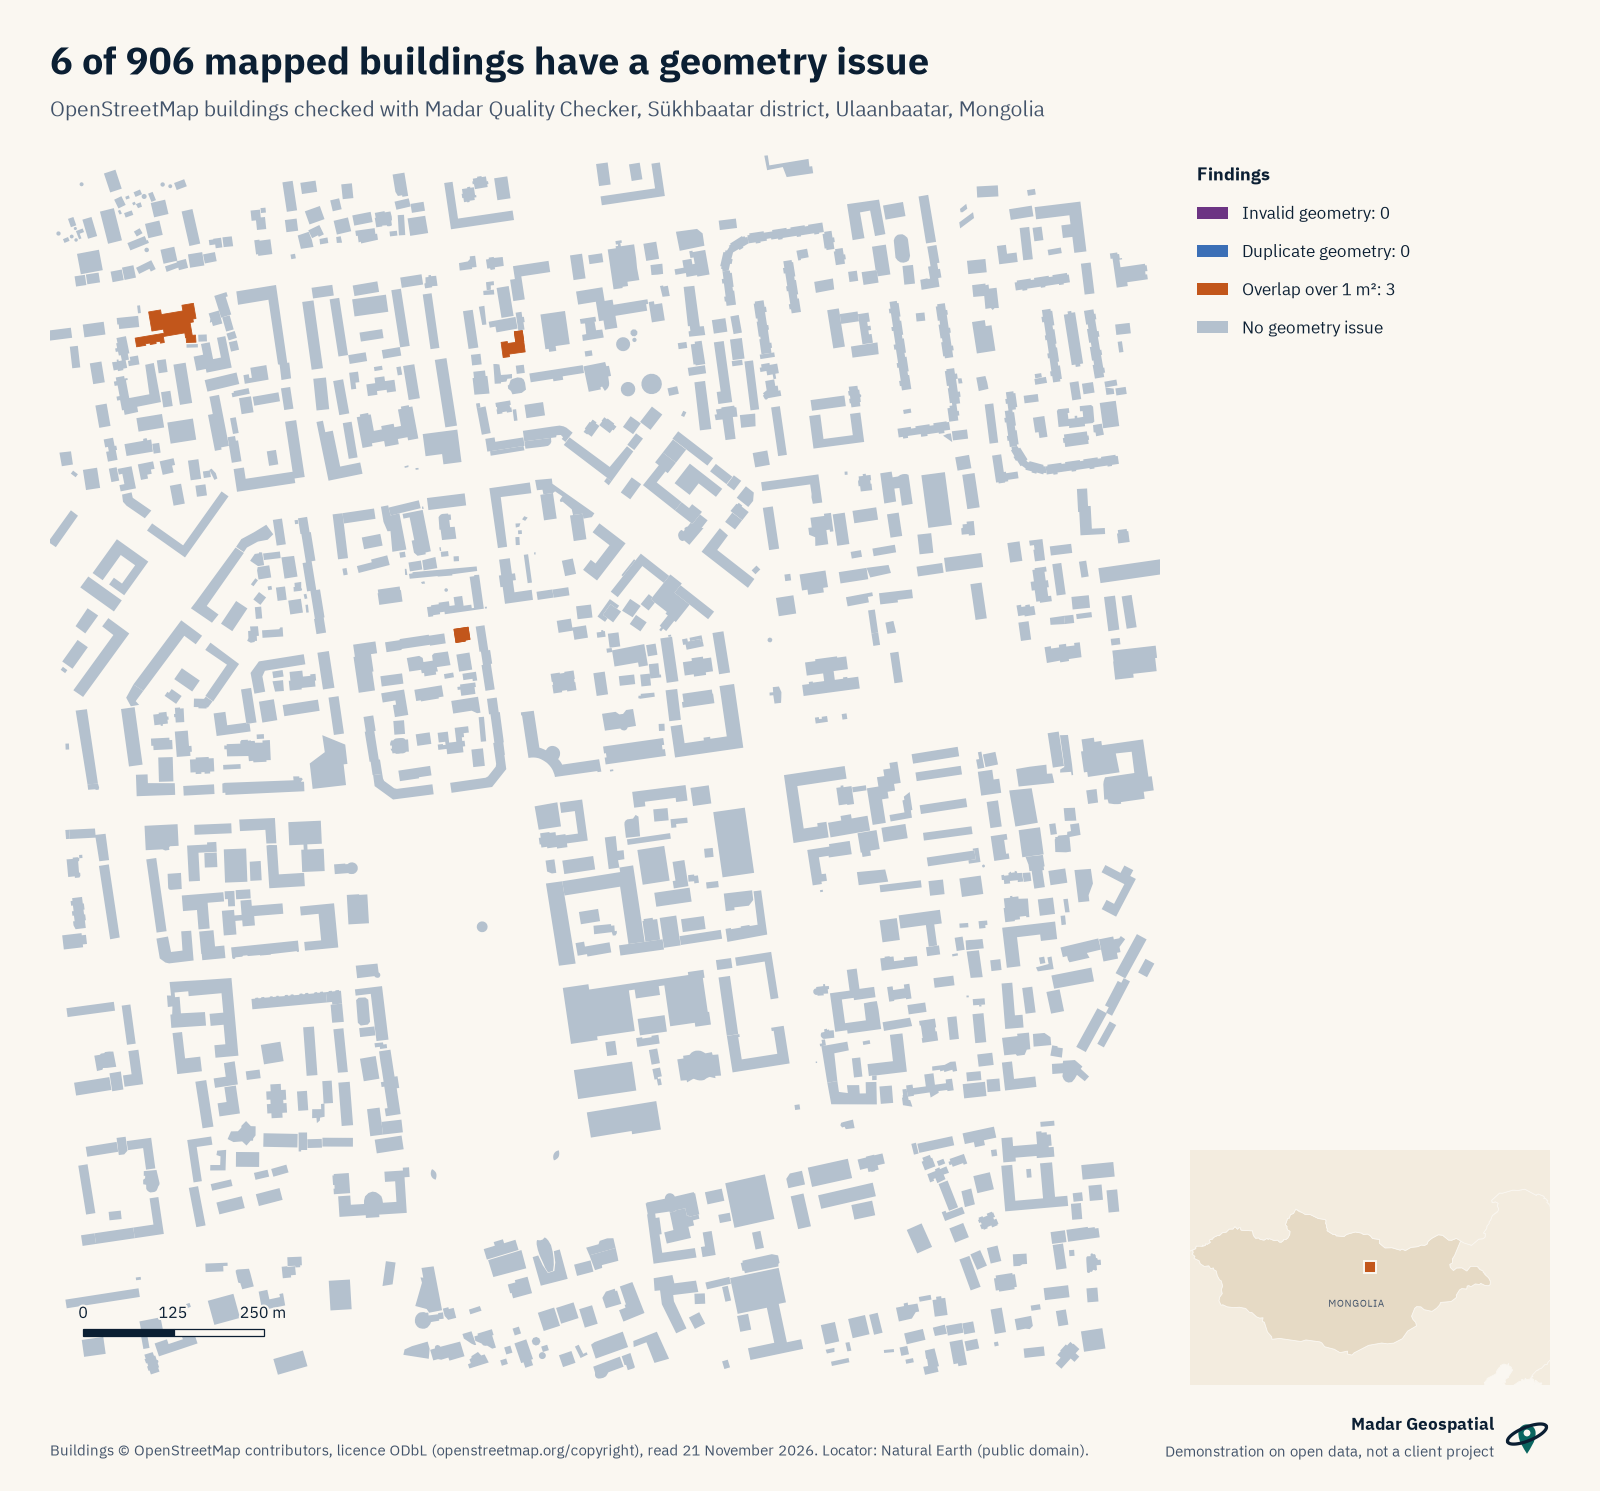 6 of 906 mapped buildings have a geometry issue
OpenStreetMap buildings checked with Madar Quality Checker, Sükhbaatar district, Ulaanbaatar, Mongolia
Findings
Invalid geometry: 0
Duplicate geometry: 0
Overlap over 1 m²: 3
No geometry issue
0 125 250 m
MONGOLIA
Madar Geospatial
Buildings © OpenStreetMap contributors, licence ODbL (openstreetmap.org/copyright), read 21 November 2026. Locator: Natural Earth (public domain).
Demonstration on open data, not a client project